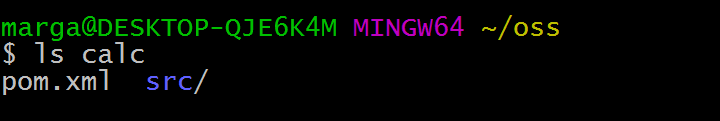 marga@DESKTOP-QJE6K4M MINGW64 ~/oss
$ ls calc
pom.xml  src/